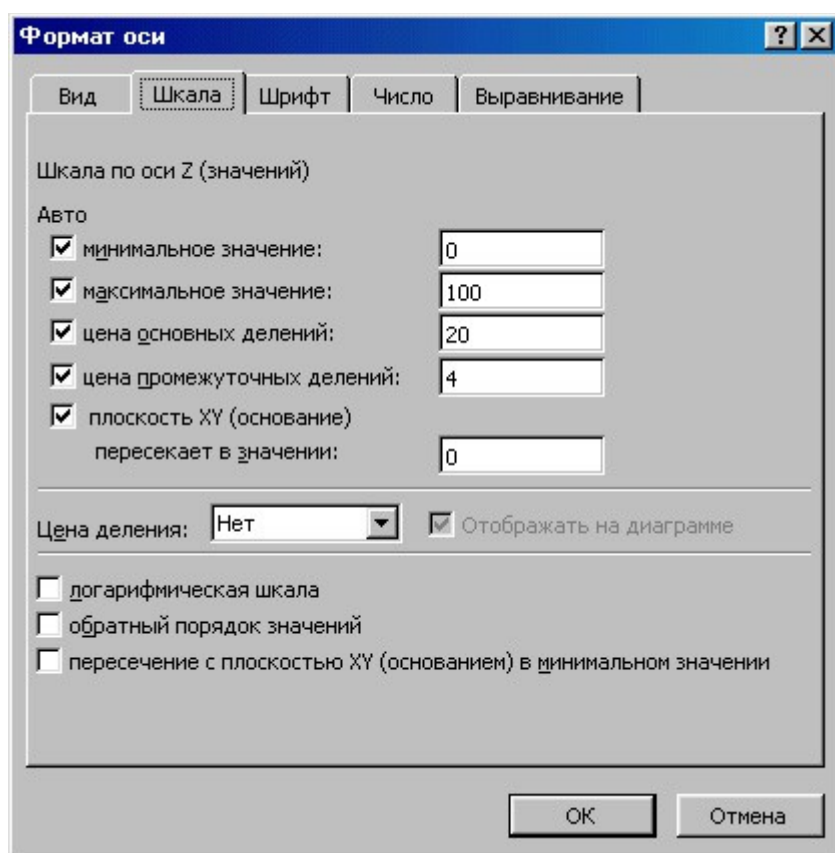 Формат оси
Вид Шкала Шрифт Число Выравнивание
Шкала по оси Z (значений)
Авто
минимальное значение: 0
максимальное значение: 100
цена основных делений: 20
цена промежуточных делений: 4
плоскость XY (основание)
пересекает в значении: 0
Цена деления: Нет Отображать на диаграмме
логарифмическая шкала
обратный порядок значений
пересечение с плоскостью XY (основанием) в минимальном значении
OK Отмена